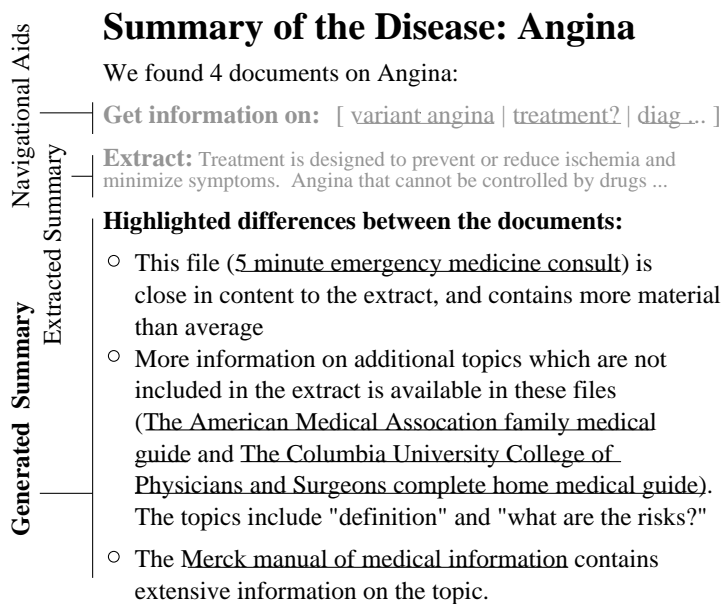 Summary of the Disease: Angina
We found 4 documents on Angina:
Navigational Aids
Get information on: [ variant angina | treatment? | diag ... ]
Extracted Summary
Extract: Treatment is designed to prevent or reduce ischemia and
minimize symptoms. Angina that cannot be controlled by drugs ...
Generated Summary
Highlighted differences between the documents:
○ This file (5 minute emergency medicine consult) is
close in content to the extract, and contains more material
than average
○ More information on additional topics which are not
included in the extract is available in these files
(The American Medical Assocation family medical
guide and The Columbia University College of
Physicians and Surgeons complete home medical guide).
The topics include "definition" and "what are the risks?"
○ The Merck manual of medical information contains
extensive information on the topic.